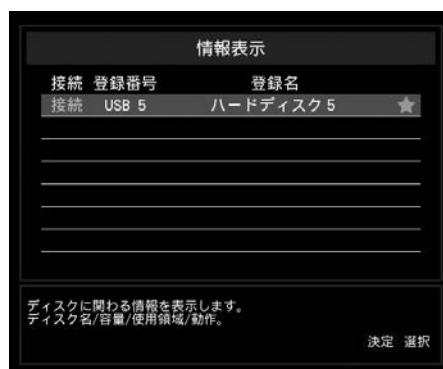 情報表示
接続 登録番号 登録名
接続 USB 5 ハードディスク5 ★
ディスクに関わる情報を表示します。
ディスク名/容量/使用領域/動作。
決定 選択